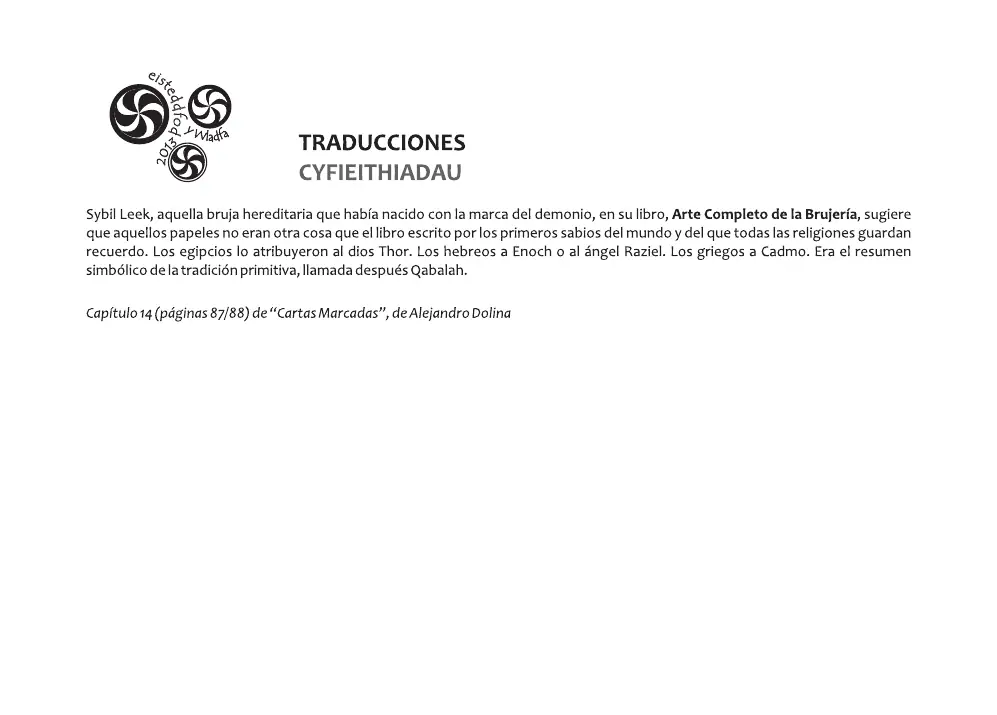 eisteddfod
y Wladfa
2013
TRADUCCIONES
CYFIEITHIADAU
Sybil Leek, aquella bruja hereditaria que había nacido con la marca del demonio, en su libro, Arte Completo de la Brujería, sugiere
que aquellos papeles no eran otra cosa que el libro escrito por los primeros sabios del mundo y del que todas las religiones guardan
recuerdo. Los egipcios lo atribuyeron al dios Thor. Los hebreos a Enoch o al ángel Raziel. Los griegos a Cadmo. Era el resumen
simbólico de la tradición primitiva, llamada después Qabalah.
Capítulo 14 (páginas 87/88) de “Cartas Marcadas”, de Alejandro Dolina